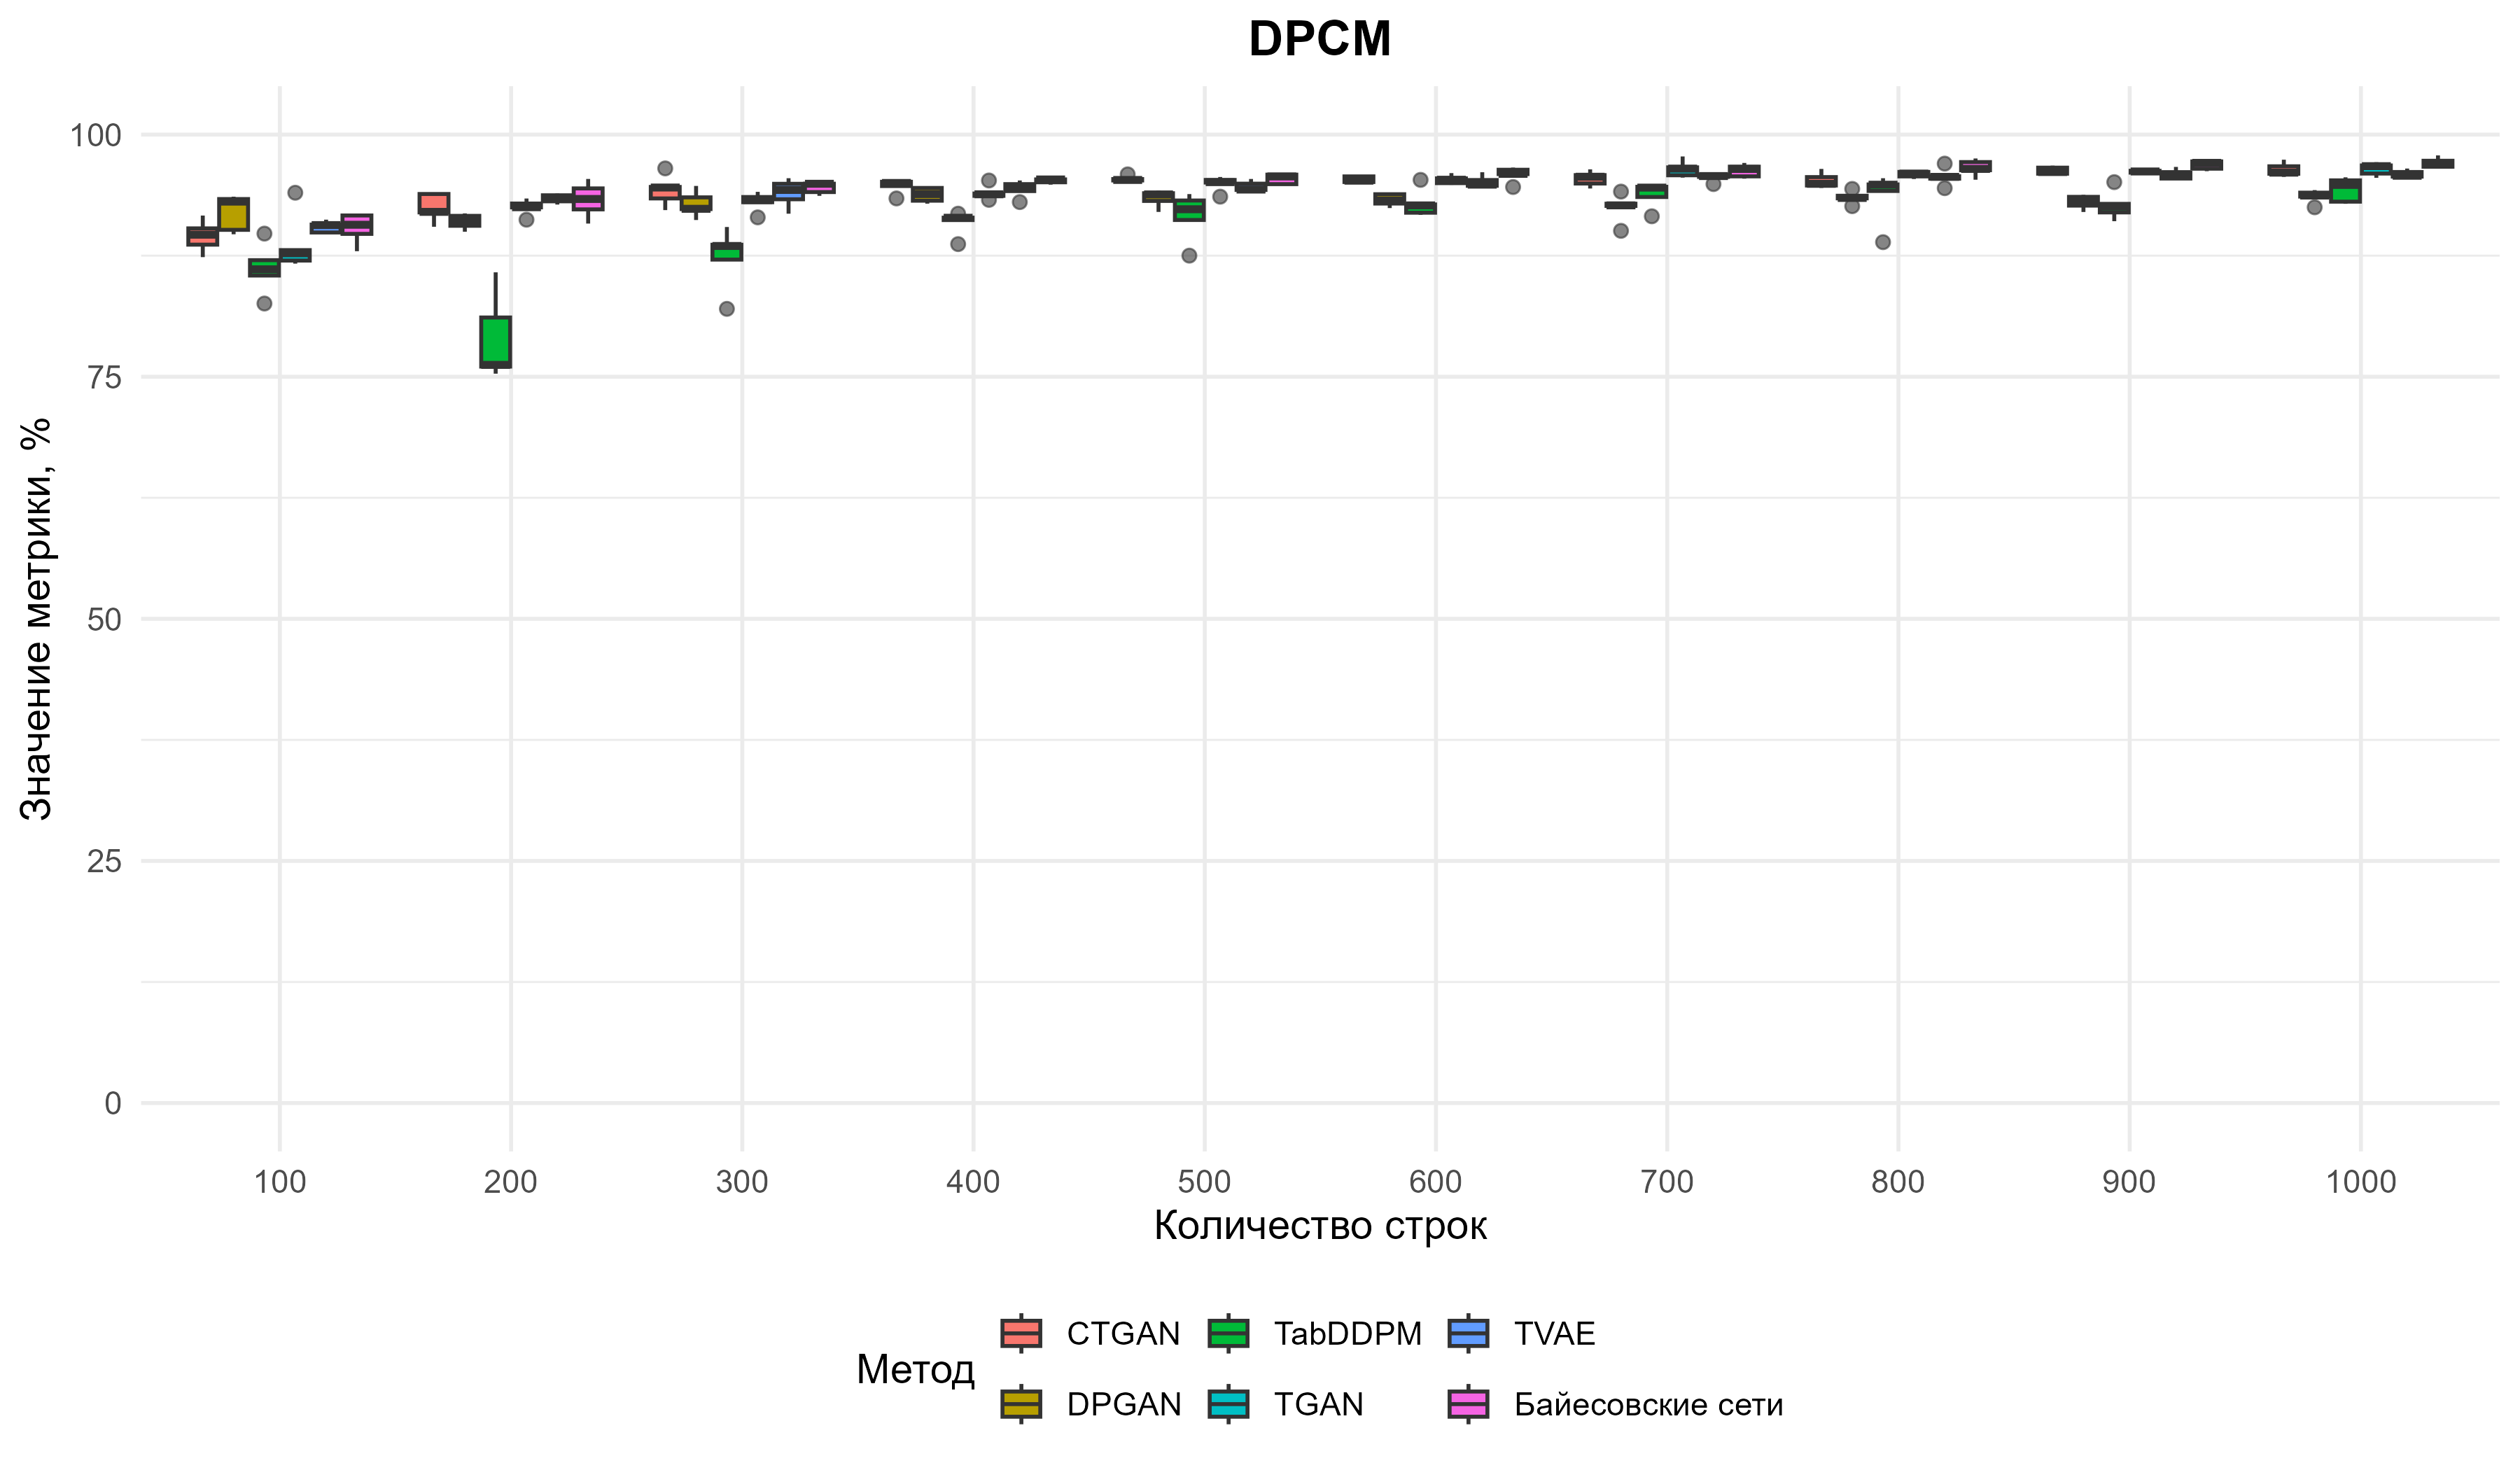 DPCM
Значение метрики, %
100
75
50
25
0
100 200 300 400 500 600 700 800 900 1000
Количество строк
Метод
CTGAN TabDDPM TVAE
DPGAN TGAN Байесовские сети